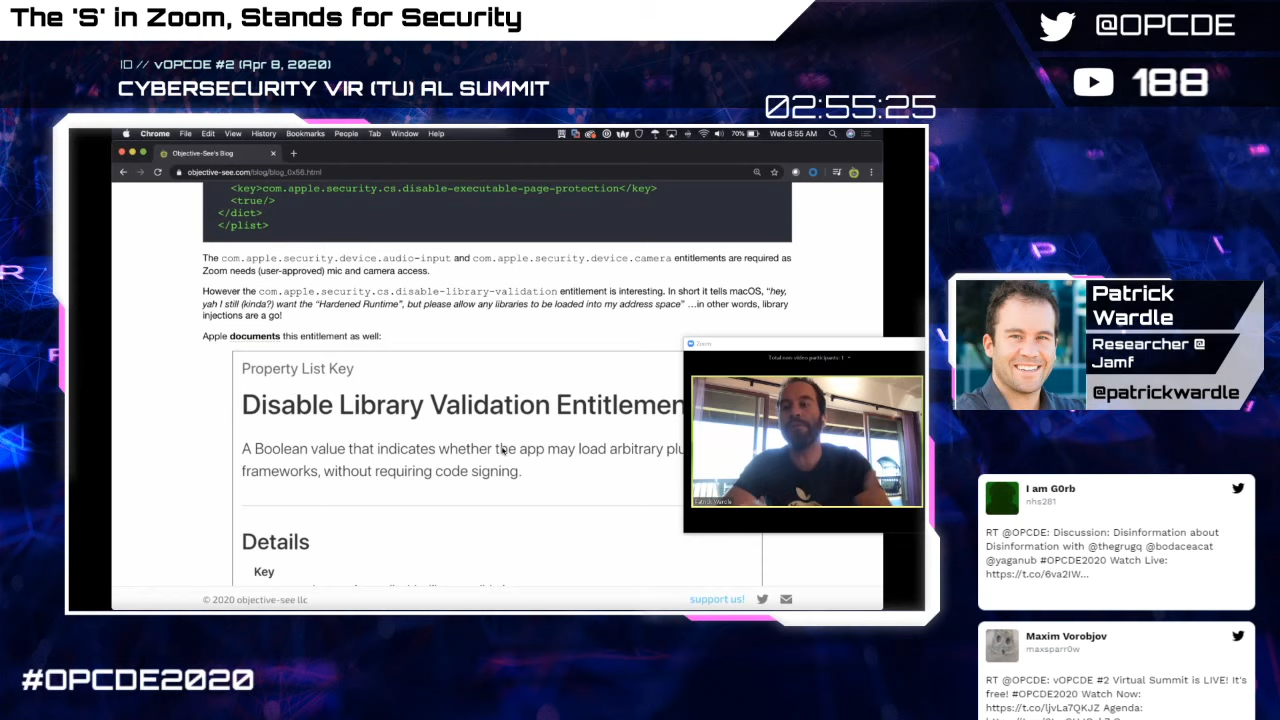 The 'S' in Zoom, Stands for Security
@OPCDE
ID // vOPCDE #2 (Apr 8, 2020)
CYBERSECURITY VIR (TU) AL SUMMIT
188
02:55:25
Chrome File Edit View History Bookmarks People Tab Window Help
70% Wed 8:55 AM
Objective-See's Blog
objective-see.com/blog/blog_0x56.html
<key>com.apple.security.cs.disable-executable-page-protection</key>
<true/>
</dict>
</plist>
The com.apple.security.device.audio-input and com.apple.security.device.camera entitlements are required as
Zoom needs (user-approved) mic and camera access.
However the com.apple.security.cs.disable-library-validation entitlement is interesting. In short it tells macOS, "hey,
yah I still (kinda?) want the "Hardened Runtime", but please allow any libraries to be loaded into my address space" ...in other words, library
injections are a go!
Apple documents this entitlement as well:
Property List Key
Disable Library Validation Entitlemen
A Boolean value that indicates whether the app may load arbitrary plu
frameworks, without requiring code signing.
Details
Key
© 2020 objective-see llc
support us!
Zoom
Patrick Wardle
Patrick
Wardle
Researcher @
Jamf
@patrickwardle
I am G0rb
nhs281
RT @OPCDE: Discussion: Disinformation about
Disinformation with @thegrugq @bodaceacat
@yaganub #OPCDE2020 Watch Live:
https://t.co/6va2IW...
Maxim Vorobjov
maxsparr0w
RT @OPCDE: vOPCDE #2 Virtual Summit is LIVE! It's
free! #OPCDE2020 Watch Now:
https://t.co/ljvLa7QKJZ Agenda:
#OPCDE2020